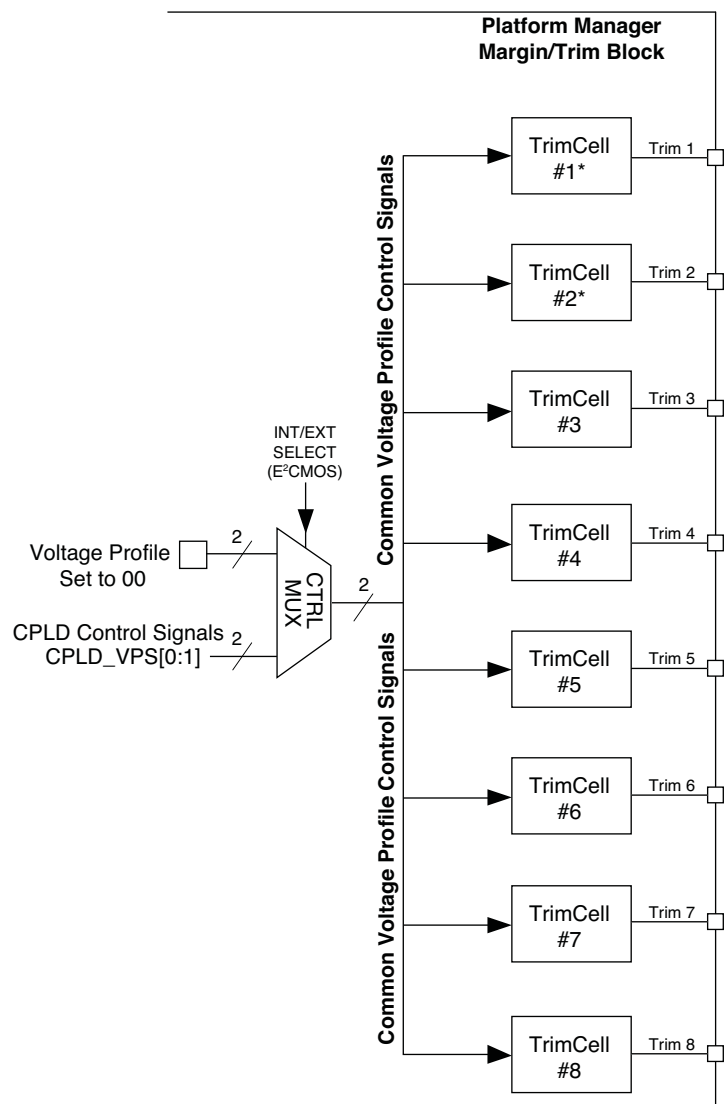 Platform Manager
Margin/Trim Block
TrimCell
#1*
Trim 1
TrimCell
#2*
Trim 2
TrimCell
#3
Trim 3
TrimCell
#4
Trim 4
TrimCell
#5
Trim 5
TrimCell
#6
Trim 6
TrimCell
#7
Trim 7
TrimCell
#8
Trim 8
Common Voltage Profile Control Signals
Common Voltage Profile Control Signals
INT/EXT
SELECT
(E²CMOS)
Voltage Profile
Set to 00
2
CPLD Control Signals
CPLD_VPS[0:1]
2
CTRL
MUX
2